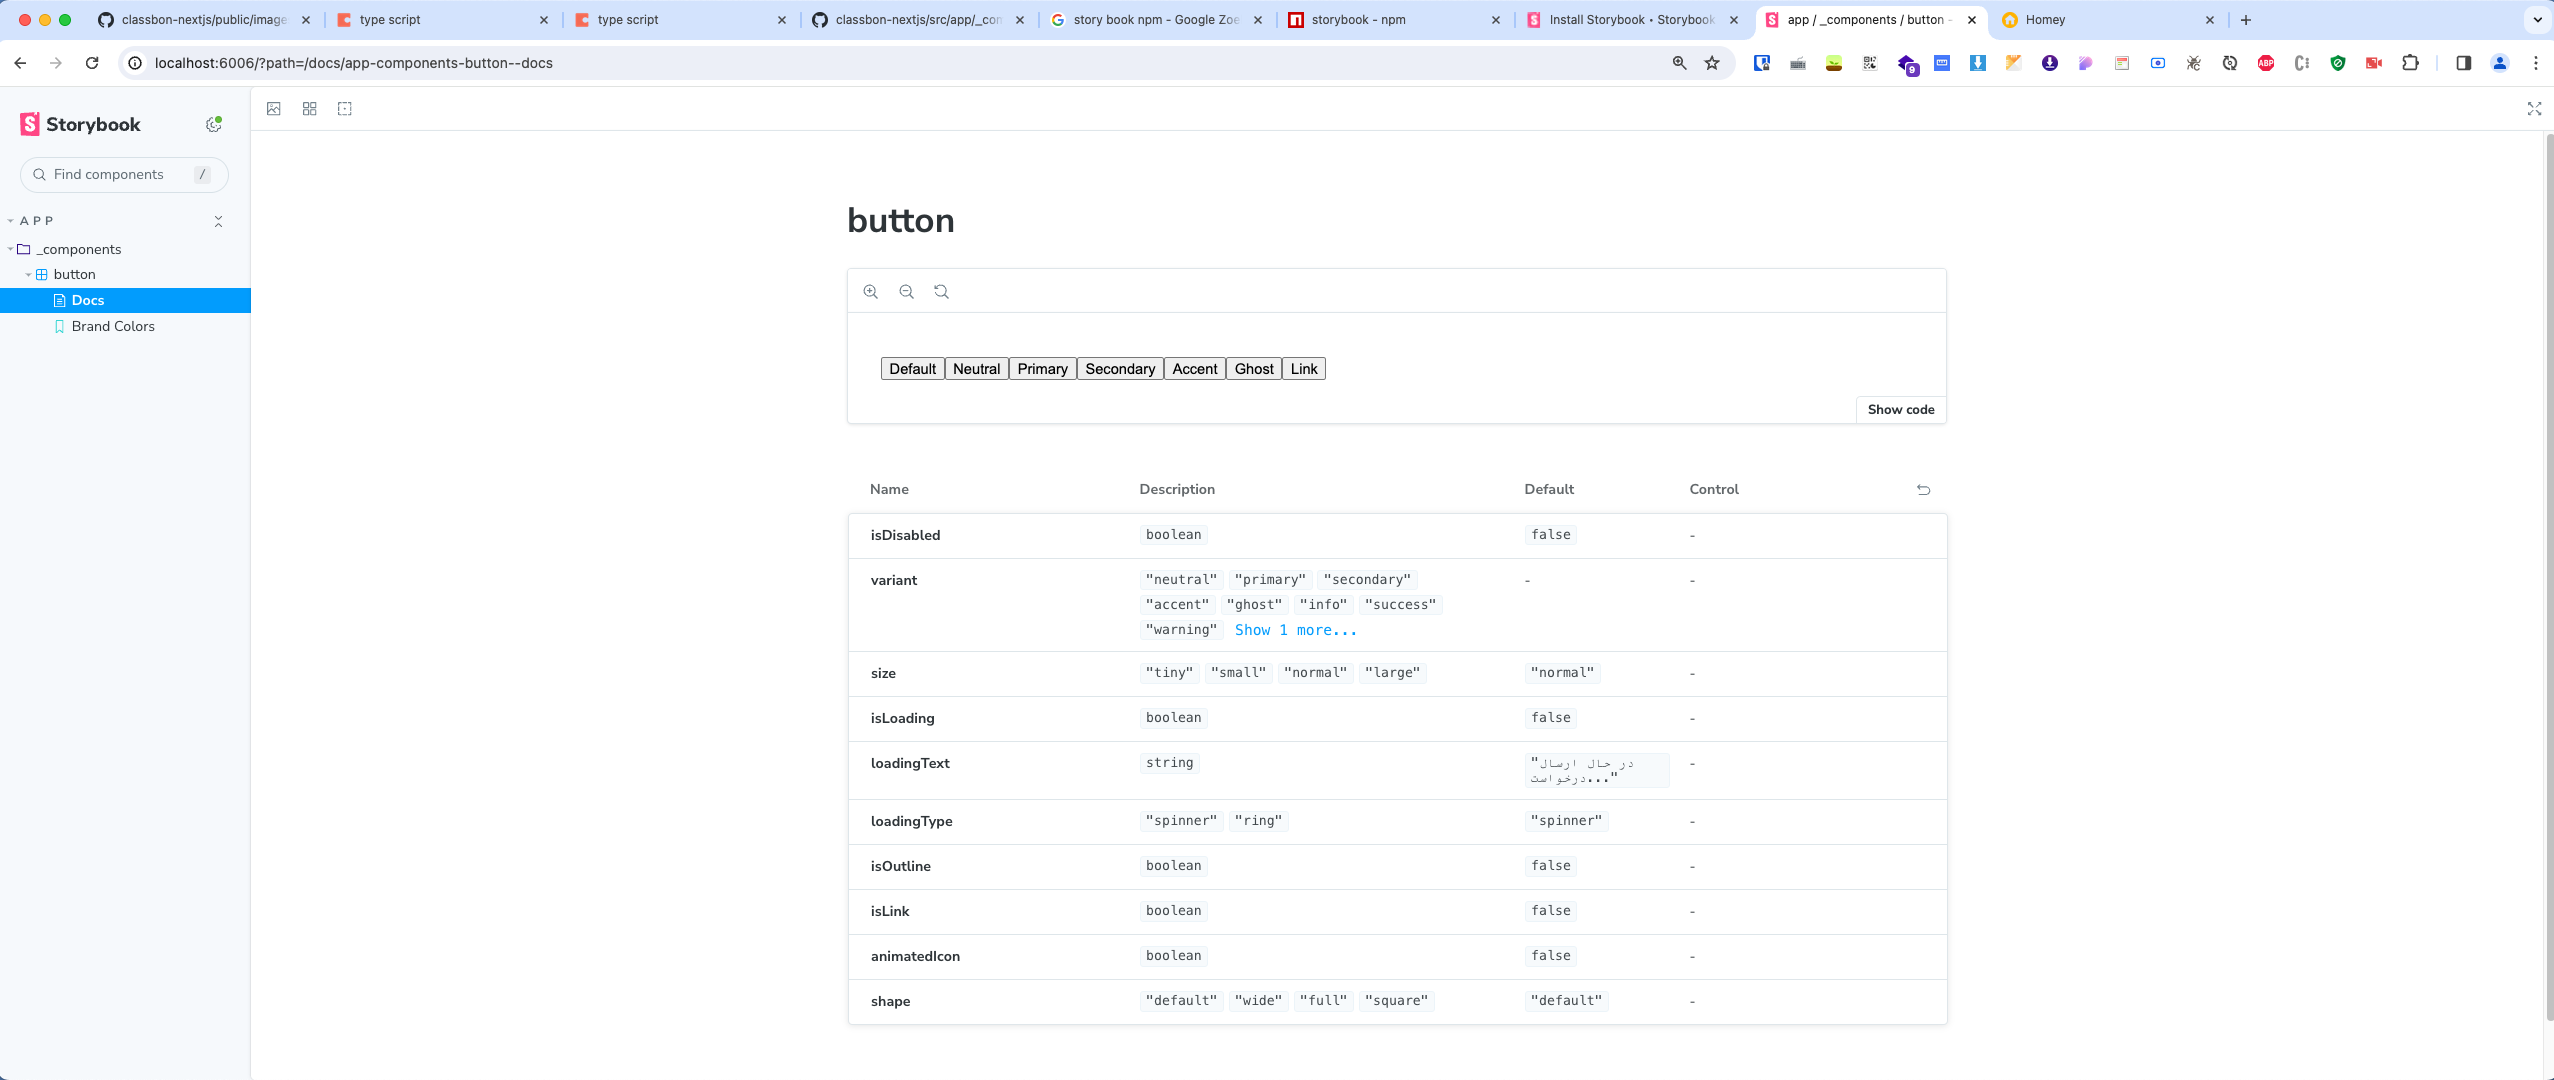 classbon-nextjs/public/image
type script
type script
classbon-nextjs/src/app/_con
story book npm - Google Zoe
storybook - npm
Install Storybook • Storybook
app / _components / button -
Homey
localhost:6006/?path=/docs/app-components-button--docs
9
ABP
Storybook
Find components
/
APP
_components
button
Docs
Brand Colors
button
Default Neutral Primary Secondary Accent Ghost Link
Show code
Name Description Default Control
isDisabled boolean false -
variant "neutral" "primary" "secondary" - -
"accent" "ghost" "info" "success"
"warning" Show 1 more...
size "tiny" "small" "normal" "large" "normal" -
isLoading boolean false -
loadingText string "در حال ارسال -
درخواست..."
loadingType "spinner" "ring" "spinner" -
isOutline boolean false -
isLink boolean false -
animatedIcon boolean false -
shape "default" "wide" "full" "square" "default" -